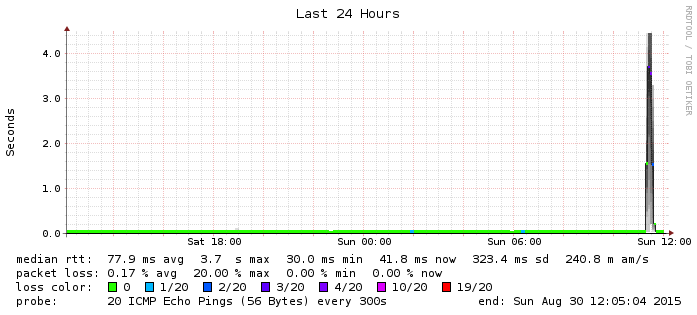 Last 24 Hours
RRDTOOL / TOBI OETIKER
Seconds
4.0
3.0
2.0
1.0
0.0
Sat 18:00 Sun 00:00 Sun 06:00 Sun 12:00
median rtt: 77.9 ms avg 3.7 s max 30.0 ms min 41.8 ms now 323.4 ms sd 240.8 m am/s
packet loss: 0.17 % avg 20.00 % max 0.00 % min 0.00 % now
loss color: 0 1/20 2/20 3/20 4/20 10/20 19/20
probe: 20 ICMP Echo Pings (56 Bytes) every 300s end: Sun Aug 30 12:05:04 2015